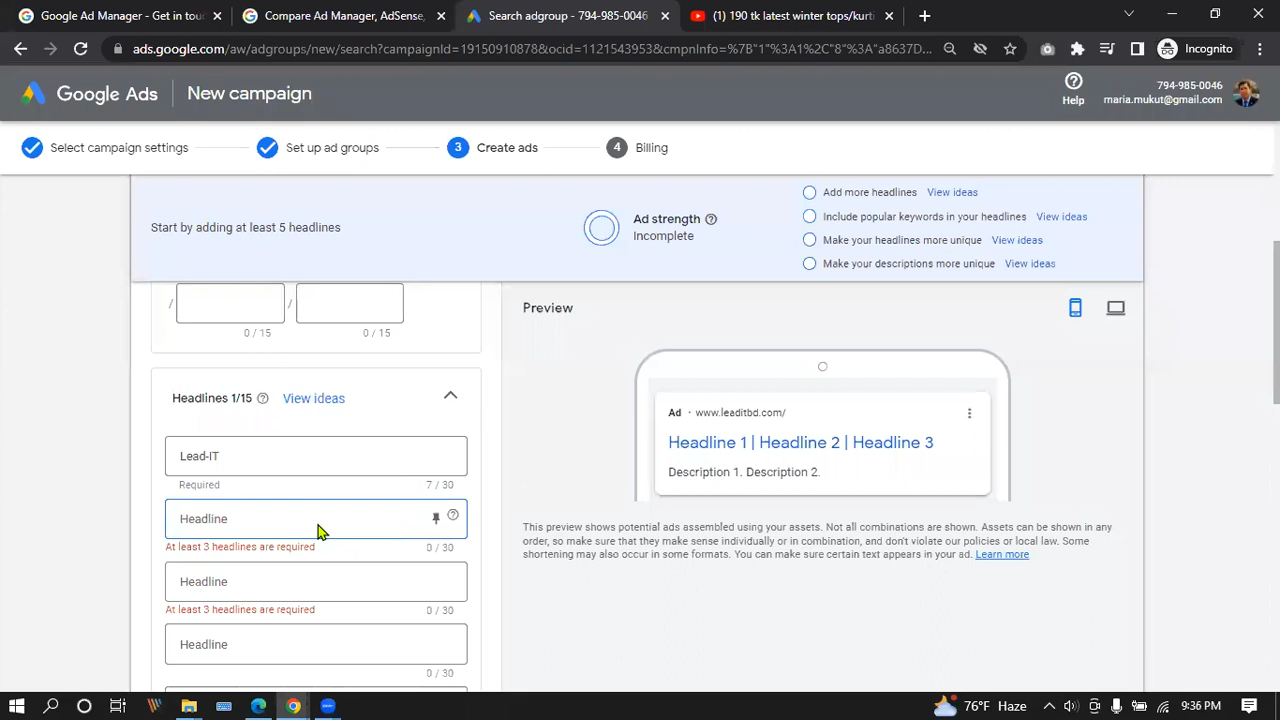 Google Ad Manager - Get in touc
Compare Ad Manager, AdSense,
Search adgroup - 794-985-0046
(1) 190 tk latest winter tops/kurti
ads.google.com/aw/adgroups/new/search?campaignId=19150910878&ocid=1121543953&cmpnInfo=%7B"1"%3A1%2C"8"%3A"a8637D...
Incognito
Google Ads
New campaign
Help
794-985-0046
maria.mukut@gmail.com
Select campaign settings
Set up ad groups
3 Create ads
4 Billing
Start by adding at least 5 headlines
Ad strength
Incomplete
Add more headlines View ideas
Include popular keywords in your headlines View ideas
Make your headlines more unique View ideas
Make your descriptions more unique View ideas
/ /
0 / 15 0 / 15
Headlines 1/15 View ideas
Lead-IT
Required 7 / 30
Headline
At least 3 headlines are required 0 / 30
Headline
At least 3 headlines are required 0 / 30
Headline
0 / 30
Preview
Ad · www.leaditbd.com/
Headline 1 | Headline 2 | Headline 3
Description 1. Description 2.
This preview shows potential ads assembled using your assets. Not all combinations are shown. Assets can be shown in any
order, so make sure that they make sense individually or in combination, and don't violate our policies or local law. Some
shortening may also occur in some formats. You can make sure certain text appears in your ad. Learn more
76°F Haze
9:36 PM